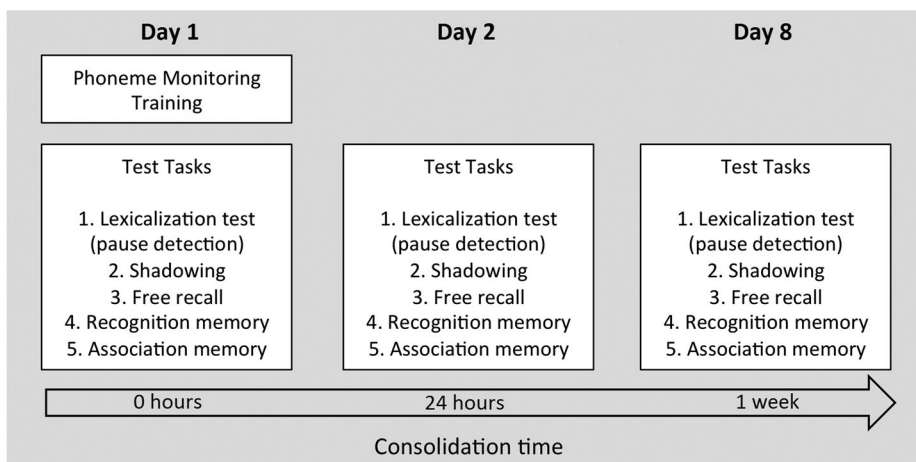 Day 1
Day 2
Day 8
Phoneme Monitoring
Training
Test Tasks
1. Lexicalization test
(pause detection)
2. Shadowing
3. Free recall
4. Recognition memory
5. Association memory
Test Tasks
1. Lexicalization test
(pause detection)
2. Shadowing
3. Free recall
4. Recognition memory
5. Association memory
Test Tasks
1. Lexicalization test
(pause detection)
2. Shadowing
3. Free recall
4. Recognition memory
5. Association memory
0 hours
24 hours
1 week
Consolidation time